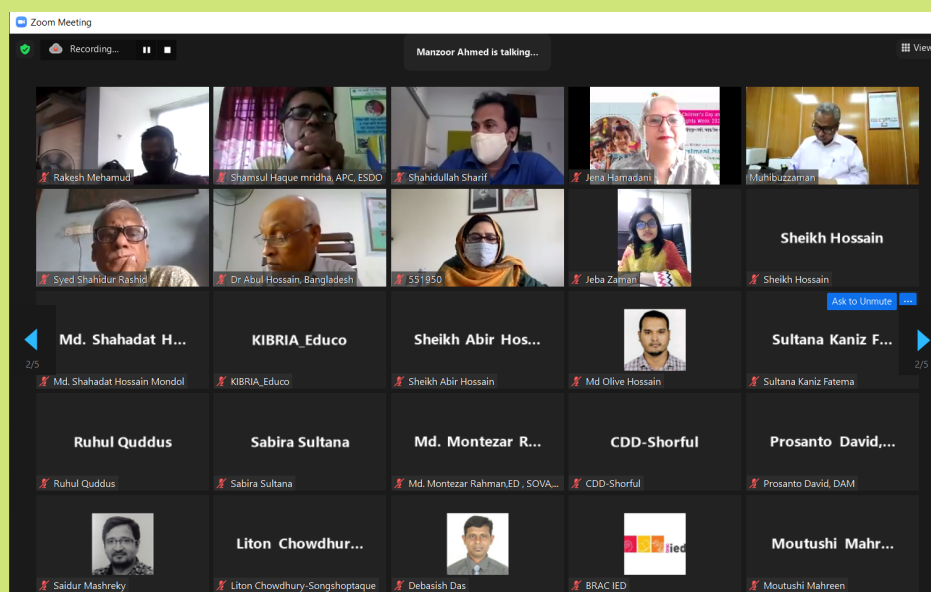 Zoom Meeting
Recording...
Manzoor Ahmed is talking...
View
Rakesh Mehamud
Shamsul Haque mridha, APC, ESDO
Shahidullah Sharif
Jena Hamadani
Muhibuzzaman
Syed Shahidur Rashid
Dr Abul Hossain, Bangladesh
551950
Jeba Zaman
Sheikh Hossain
Sheikh Hossain
Ask to Unmute
...
Md. Shahadat H...
KIBRIA_Educo
Sheikh Abir Hos...
Sultana Kaniz F...
2/5
2/5
Md. Shahadat Hossain Mondol
KIBRIA_Educo
Sheikh Abir Hossain
Md Olive Hossain
Sultana Kaniz Fatema
Ruhul Quddus
Sabira Sultana
Md. Montezar R...
CDD-Shorful
Prosanto David,...
Ruhul Quddus
Sabira Sultana
Md. Montezar Rahman,ED , SOVA,...
CDD-Shorful
Prosanto David, DAM
Liton Chowdhur...
ied
Moutushi Mahr...
Saidur Mashreky
Liton Chowdhury-Songshoptaque
Debasish Das
BRAC IED
Moutushi Mahreen